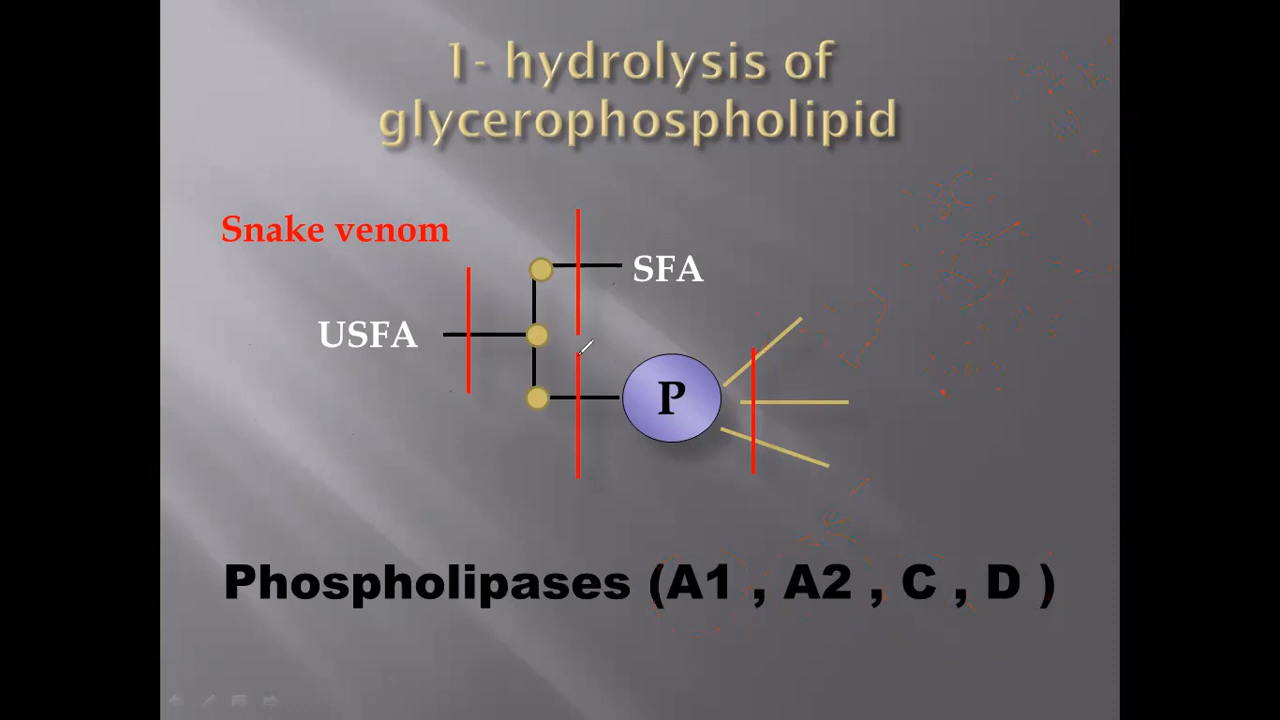 1- hydrolysis of
glycerophospholipid
Snake venom
SFA
USFA
P
Phospholipases (A1 , A2 , C , D )